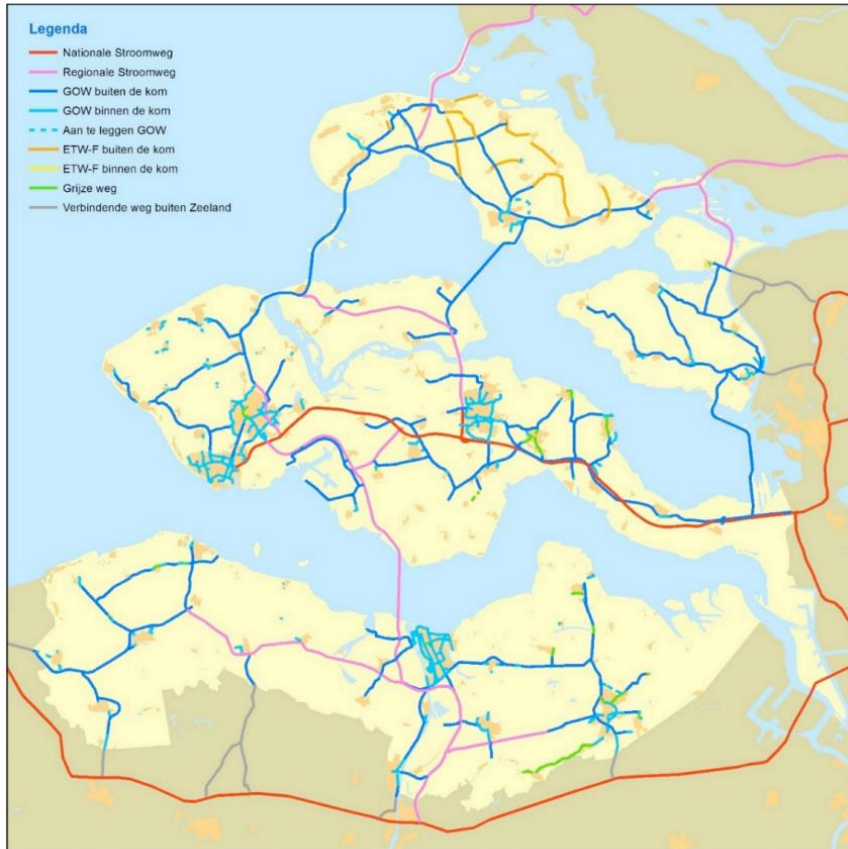 Legenda
Nationale Stroomweg
Regionale Stroomweg
GOW buiten de kom
GOW binnen de kom
Aan te leggen GOW
ETW-F buiten de kom
ETW-F binnen de kom
Grijze weg
Verbindende weg buiten Zeeland